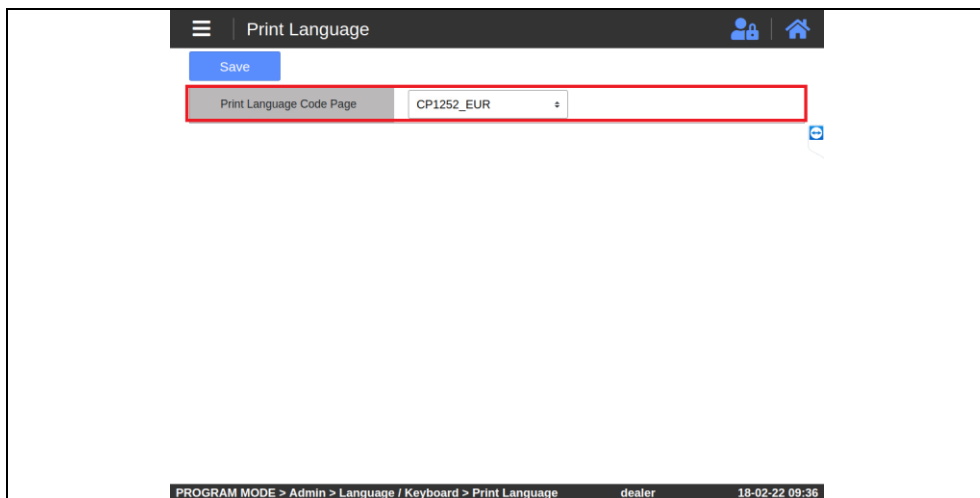 Print Language
Save
Print Language Code Page CP1252_EUR
PROGRAM MODE > Admin > Language / Keyboard > Print Language dealer 18-02-22 09:36